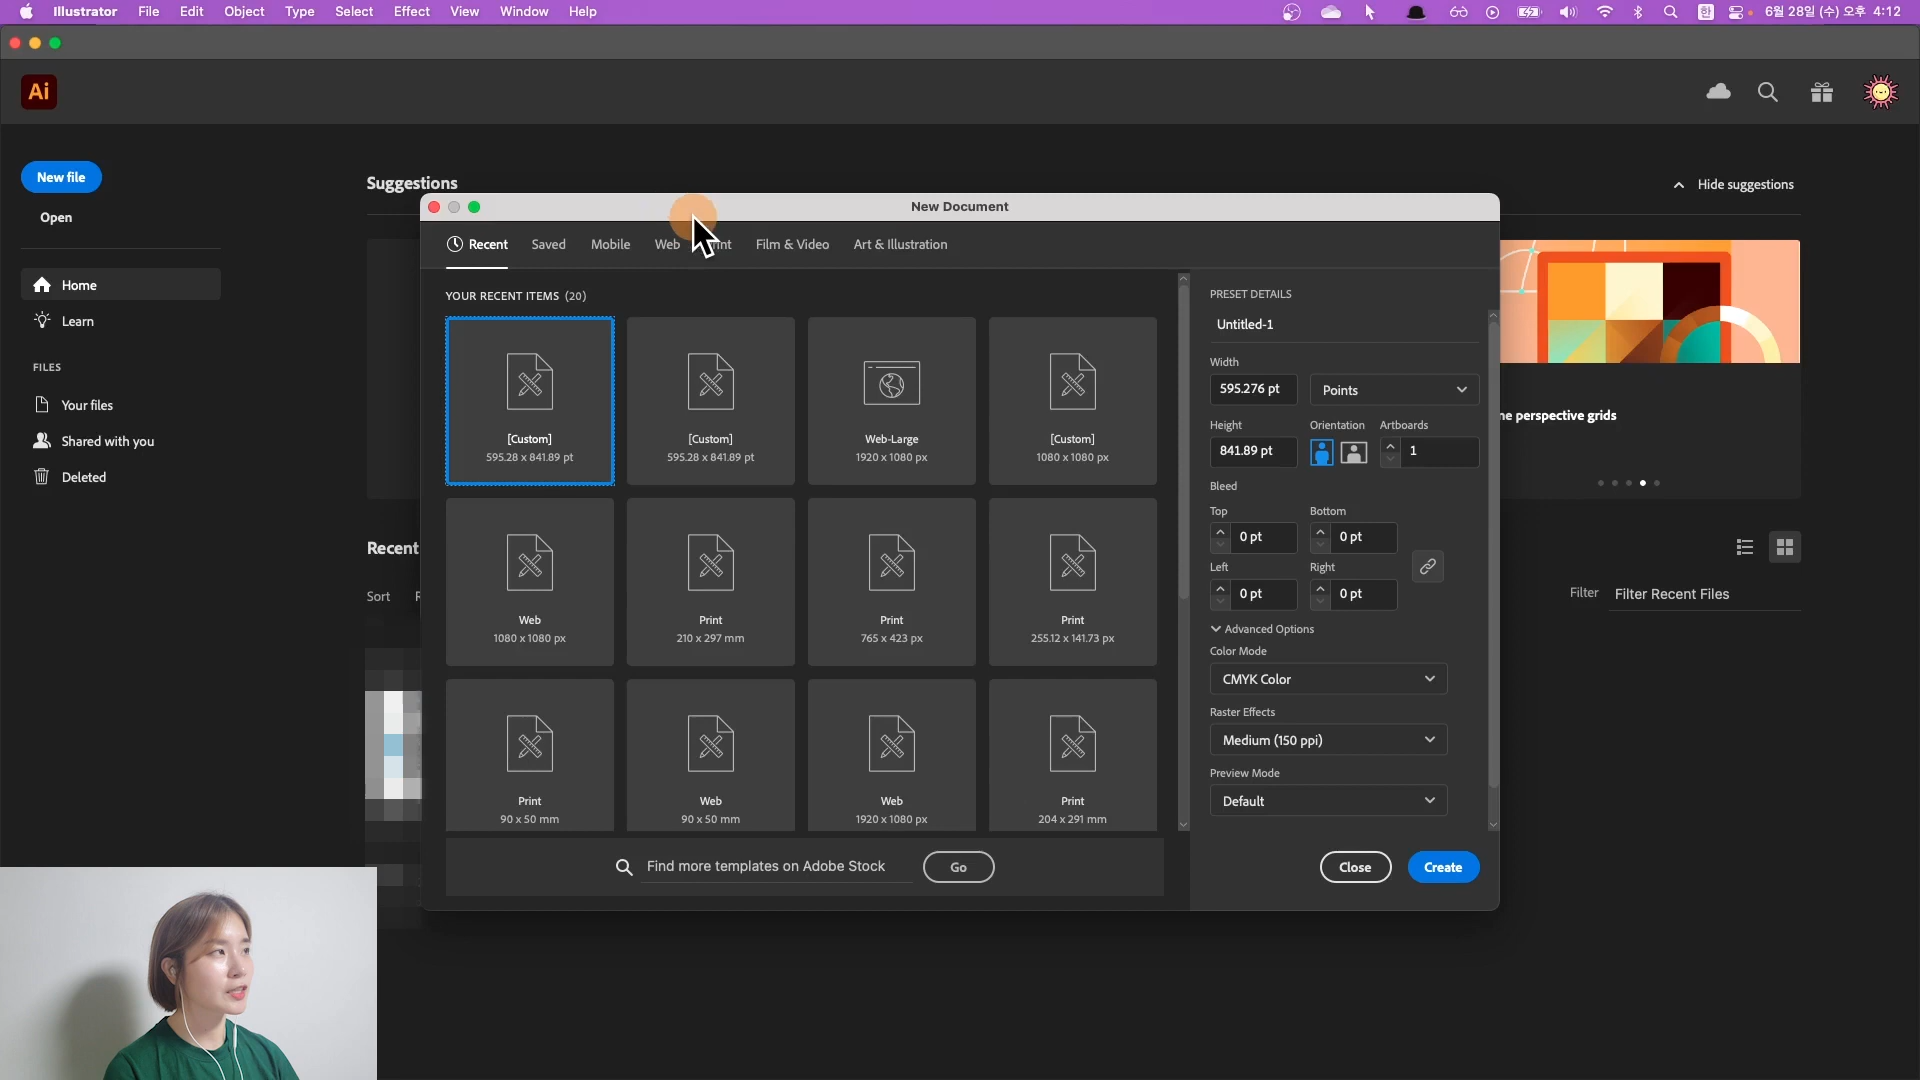 Illustrator File Edit Object Type Select Effect View Window Help
한 6월 28일 (수) 오후 4:12
Ai
New file
Open
Home
Learn
FILES
Your files
Shared with you
Deleted
Suggestions
Hide suggestions
New Document
Recent Saved Mobile Web Film & Video Art & Illustration
YOUR RECENT ITEMS (20)
[Custom]
595.28 x 841.89 pt
[Custom]
595.28 x 841.89 pt
Web-Large
1920 x 1080 px
[Custom]
1080 x 1080 px
Web
1080 x 1080 px
Print
210 x 297 mm
Print
765 x 423 px
Print
255.12 x 141.73 px
Print
90 x 50 mm
Web
90 x 50 mm
Web
1920 x 1080 px
Print
204 x 291 mm
Find more templates on Adobe Stock
Go
PRESET DETAILS
Untitled-1
Width
595.276 pt Points
Height Orientation Artboards
841.89 pt 1
Bleed
Top Bottom
0 pt 0 pt
Left Right
0 pt 0 pt
Advanced Options
Color Mode
CMYK Color
Raster Effects
Medium (150 ppi)
Preview Mode
Default
Close Create
perspective grids
Recent
Sort
Filter Filter Recent Files